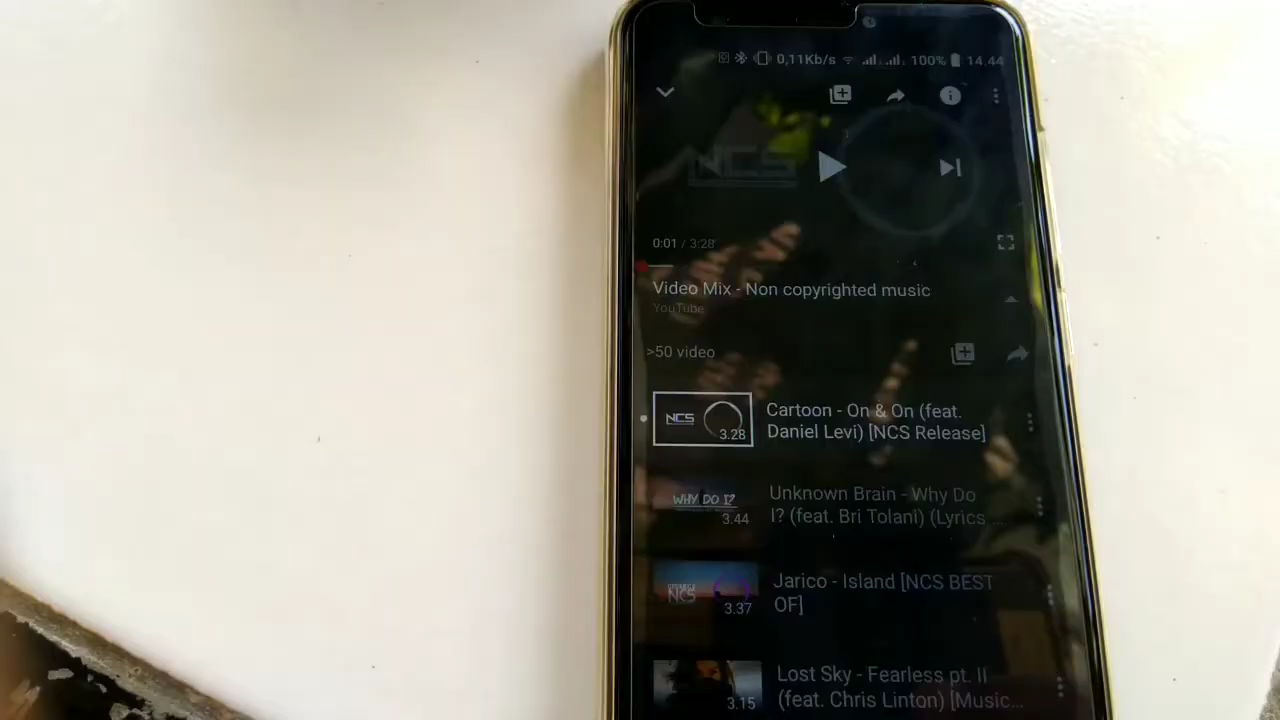 0,11Kb/s 100% 14.44
NCS
0:01 / 3:28
Video Mix - Non copyrighted music
YouTube
>50 video
NCS
3.28
Cartoon - On & On (feat.
Daniel Levi) [NCS Release]
WHY DO I?
3.44
Unknown Brain - Why Do
I? (feat. Bri Tolani) (Lyrics ...
NCS
3.37
Jarico - Island [NCS BEST
OF]
3.15
Lost Sky - Fearless pt. II
(feat. Chris Linton) [Music...